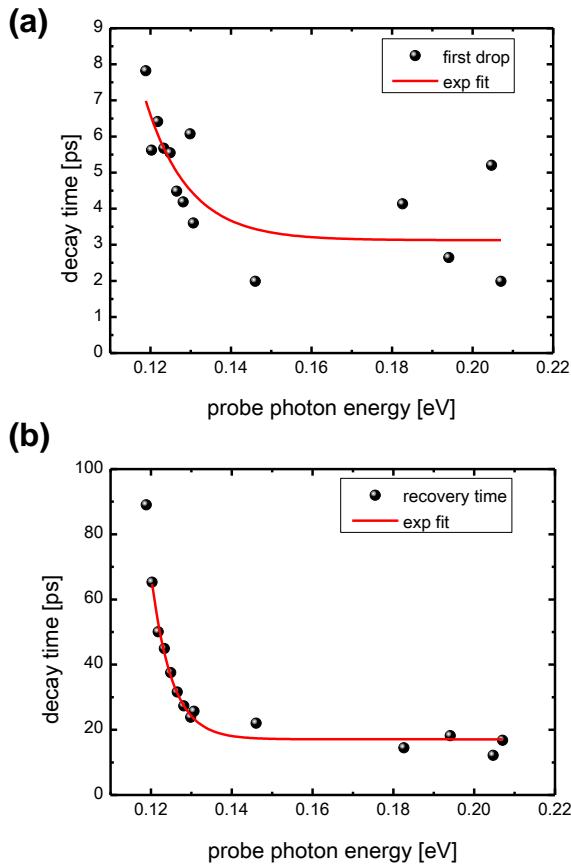 (a)
9
8
7
6
5
4
3
2
1
0
decay time [ps]
first drop
exp fit
0.12 0.14 0.16 0.18 0.20 0.22
probe photon energy [eV]
(b)
100
80
60
40
20
0
decay time [ps]
recovery time
exp fit
0.12 0.14 0.16 0.18 0.20 0.22
probe photon energy [eV]